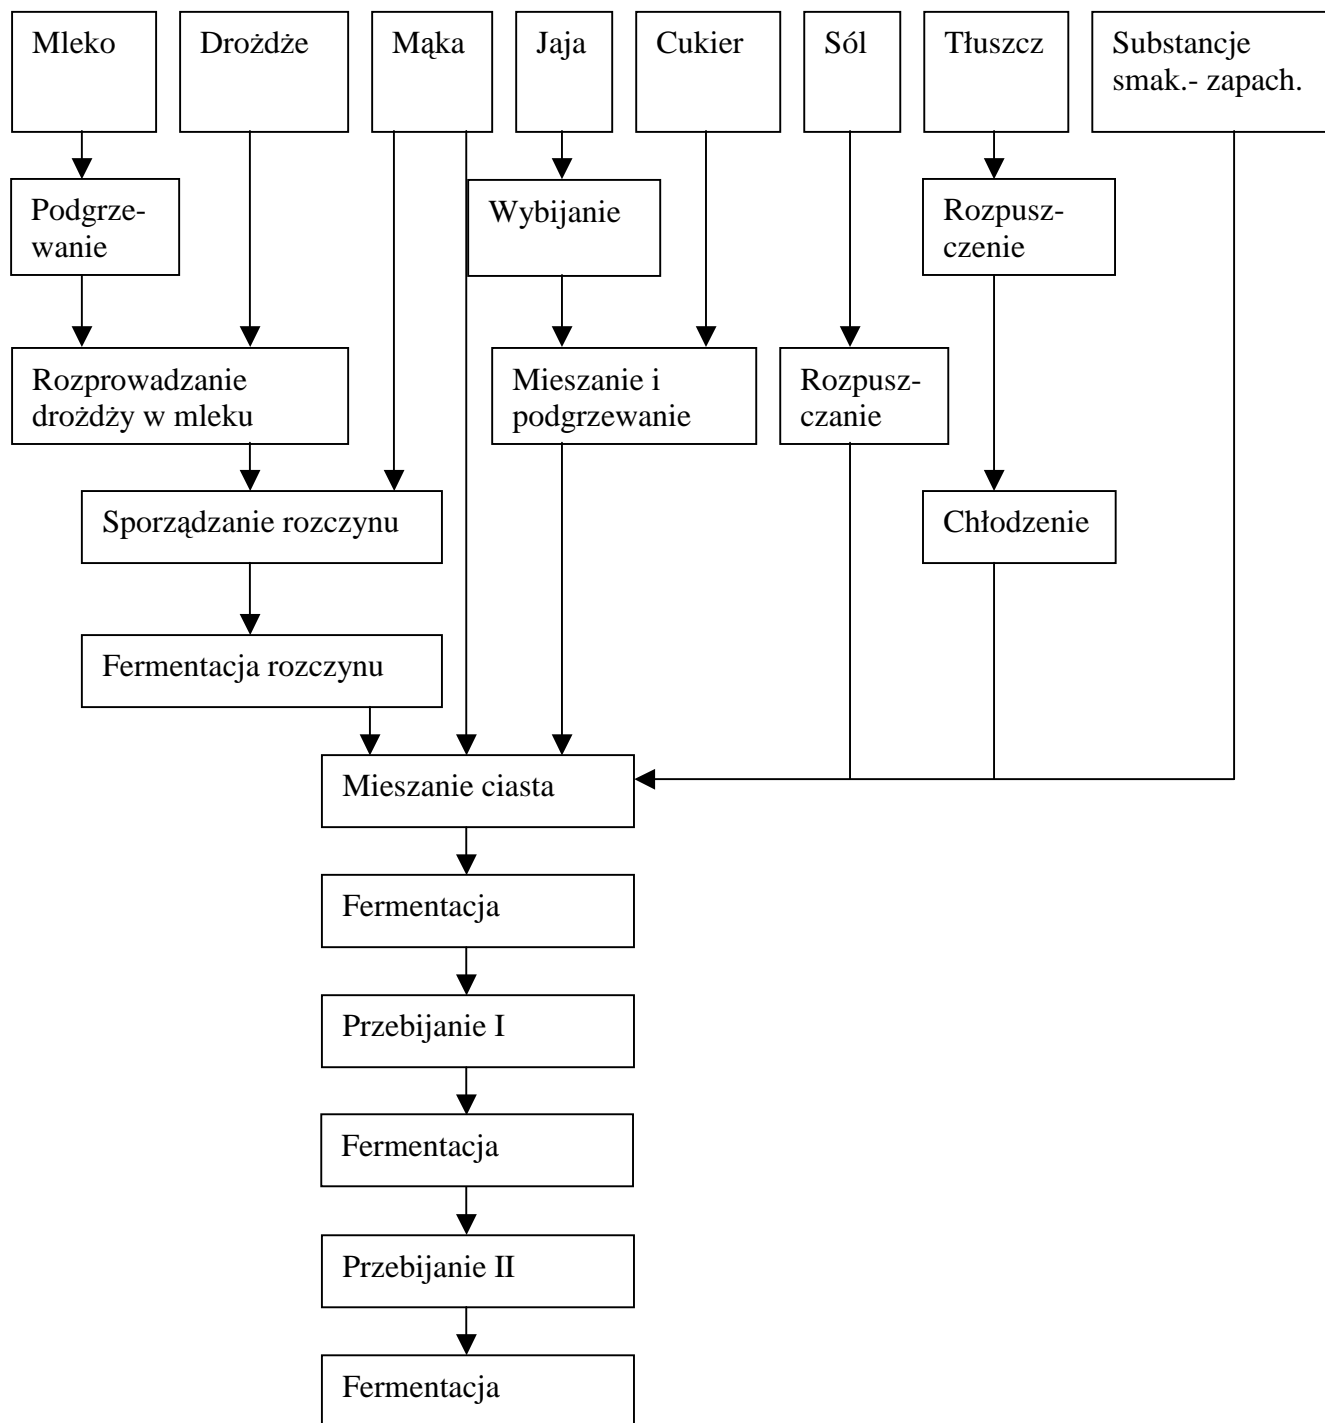 Mleko
Drożdże
Mąka
Jaja
Cukier
Sól
Tłuszcz
Substancje
smak.- zapach.
Podgrze-
wanie
Wybijanie
Rozpusz-
czenie
Rozprowadzanie
drożdży w mleku
Mieszanie i
podgrzewanie
Rozpusz-
czanie
Sporządzanie rozczynu
Chłodzenie
Fermentacja rozczynu
Mieszanie ciasta
Fermentacja
Przebijanie I
Fermentacja
Przebijanie II
Fermentacja